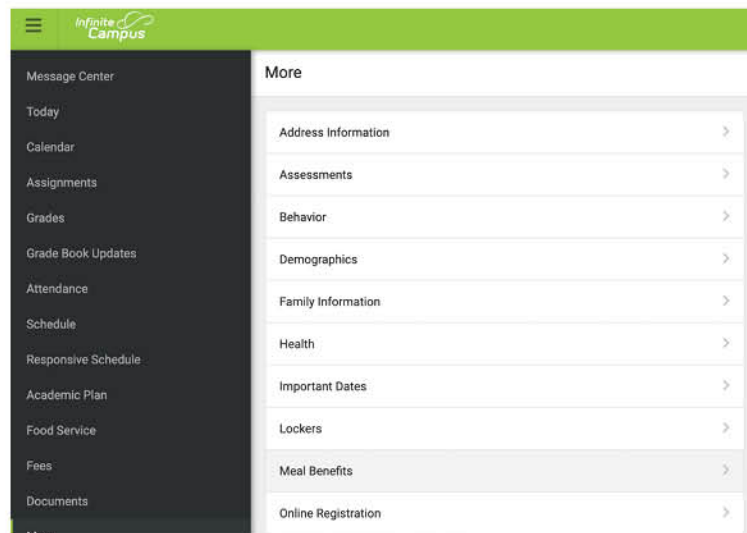 Infinite
Campus
Message Center
Today
Calendar
Assignments
Grades
Grade Book Updates
Attendance
Schedule
Responsive Schedule
Academic Plan
Food Service
Fees
Documents
More
Address Information
Assessments
Behavior
Demographics
Family Information
Health
Important Dates
Lockers
Meal Benefits
Online Registration